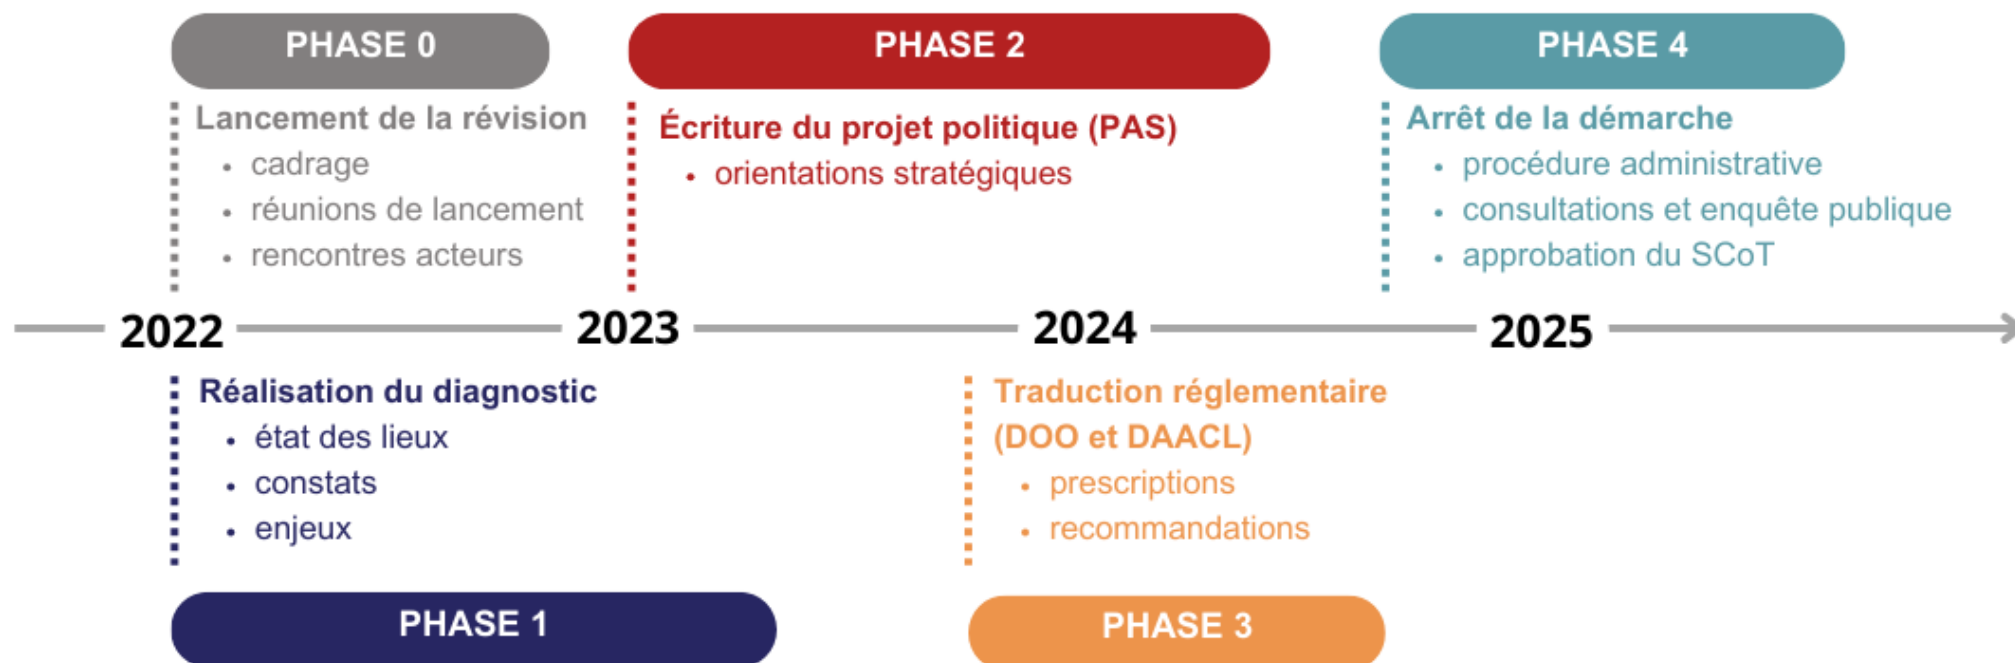 PHASE 0
Lancement de la révision
• cadrage
• réunions de lancement
• rencontres acteurs
PHASE 2
Écriture du projet politique (PAS)
• orientations stratégiques
PHASE 4
Arrêt de la démarche
• procédure administrative
• consultations et enquête publique
• approbation du SCoT
2022
2023
2024
2025
Réalisation du diagnostic
• état des lieux
• constats
• enjeux
PHASE 1
Traduction réglementaire
(DOO et DAACL)
• prescriptions
• recommandations
PHASE 3